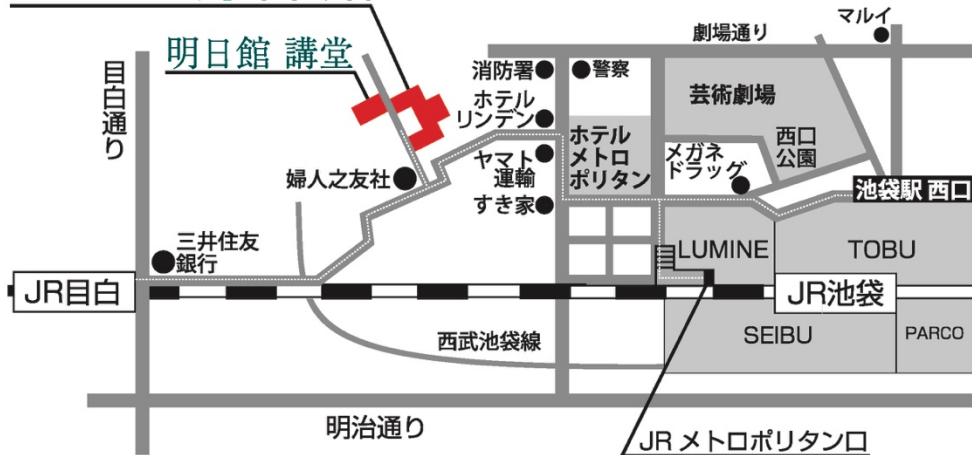 マルイ
劇場通り
明日館 講堂
目白通り
消防署
警察
ホテル
リンデン
芸術劇場
ホテル
メトロ
ポリタン
西口
公園
ヤマト
運輸
メガネ
ドラッグ
婦人之友社
すき家
池袋駅 西口
三井住友
銀行
LUMINE
TOBU
JR目白
JR池袋
西武池袋線
SEIBU
PARCO
明治通り
JR メトロポリタン口